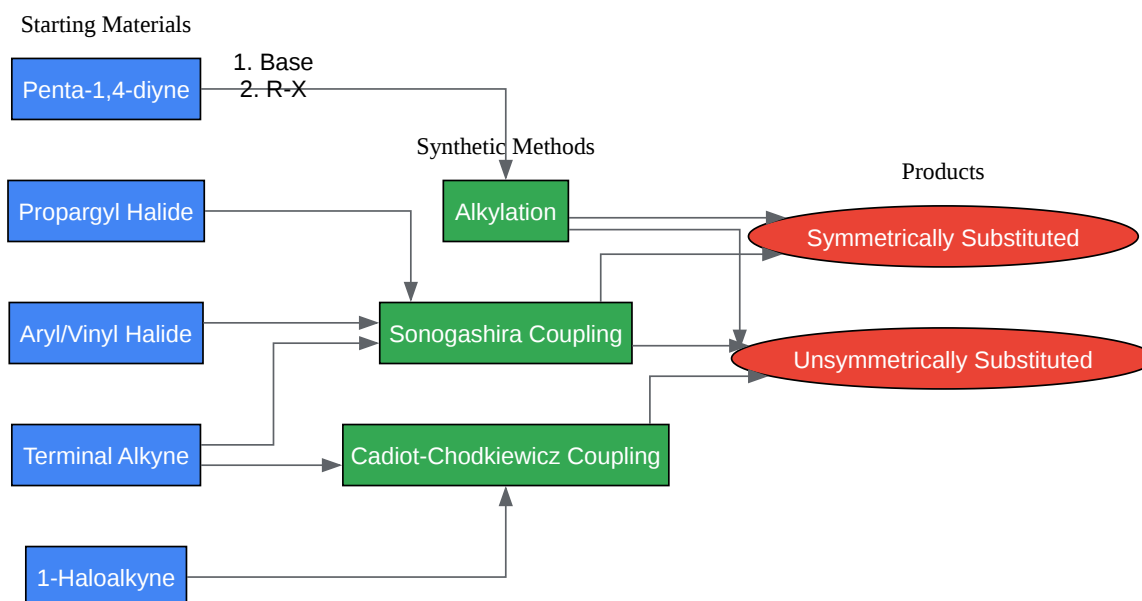 Starting Materials
Penta-1,4-diyne
1. Base
2. R-X
Synthetic Methods
Products
Propargyl Halide
Alkylation
Symmetrically Substituted
Aryl/Vinyl Halide
Sonogashira Coupling
Unsymmetrically Substituted
Terminal Alkyne
Cadiot-Chodkiewicz Coupling
1-Haloalkyne